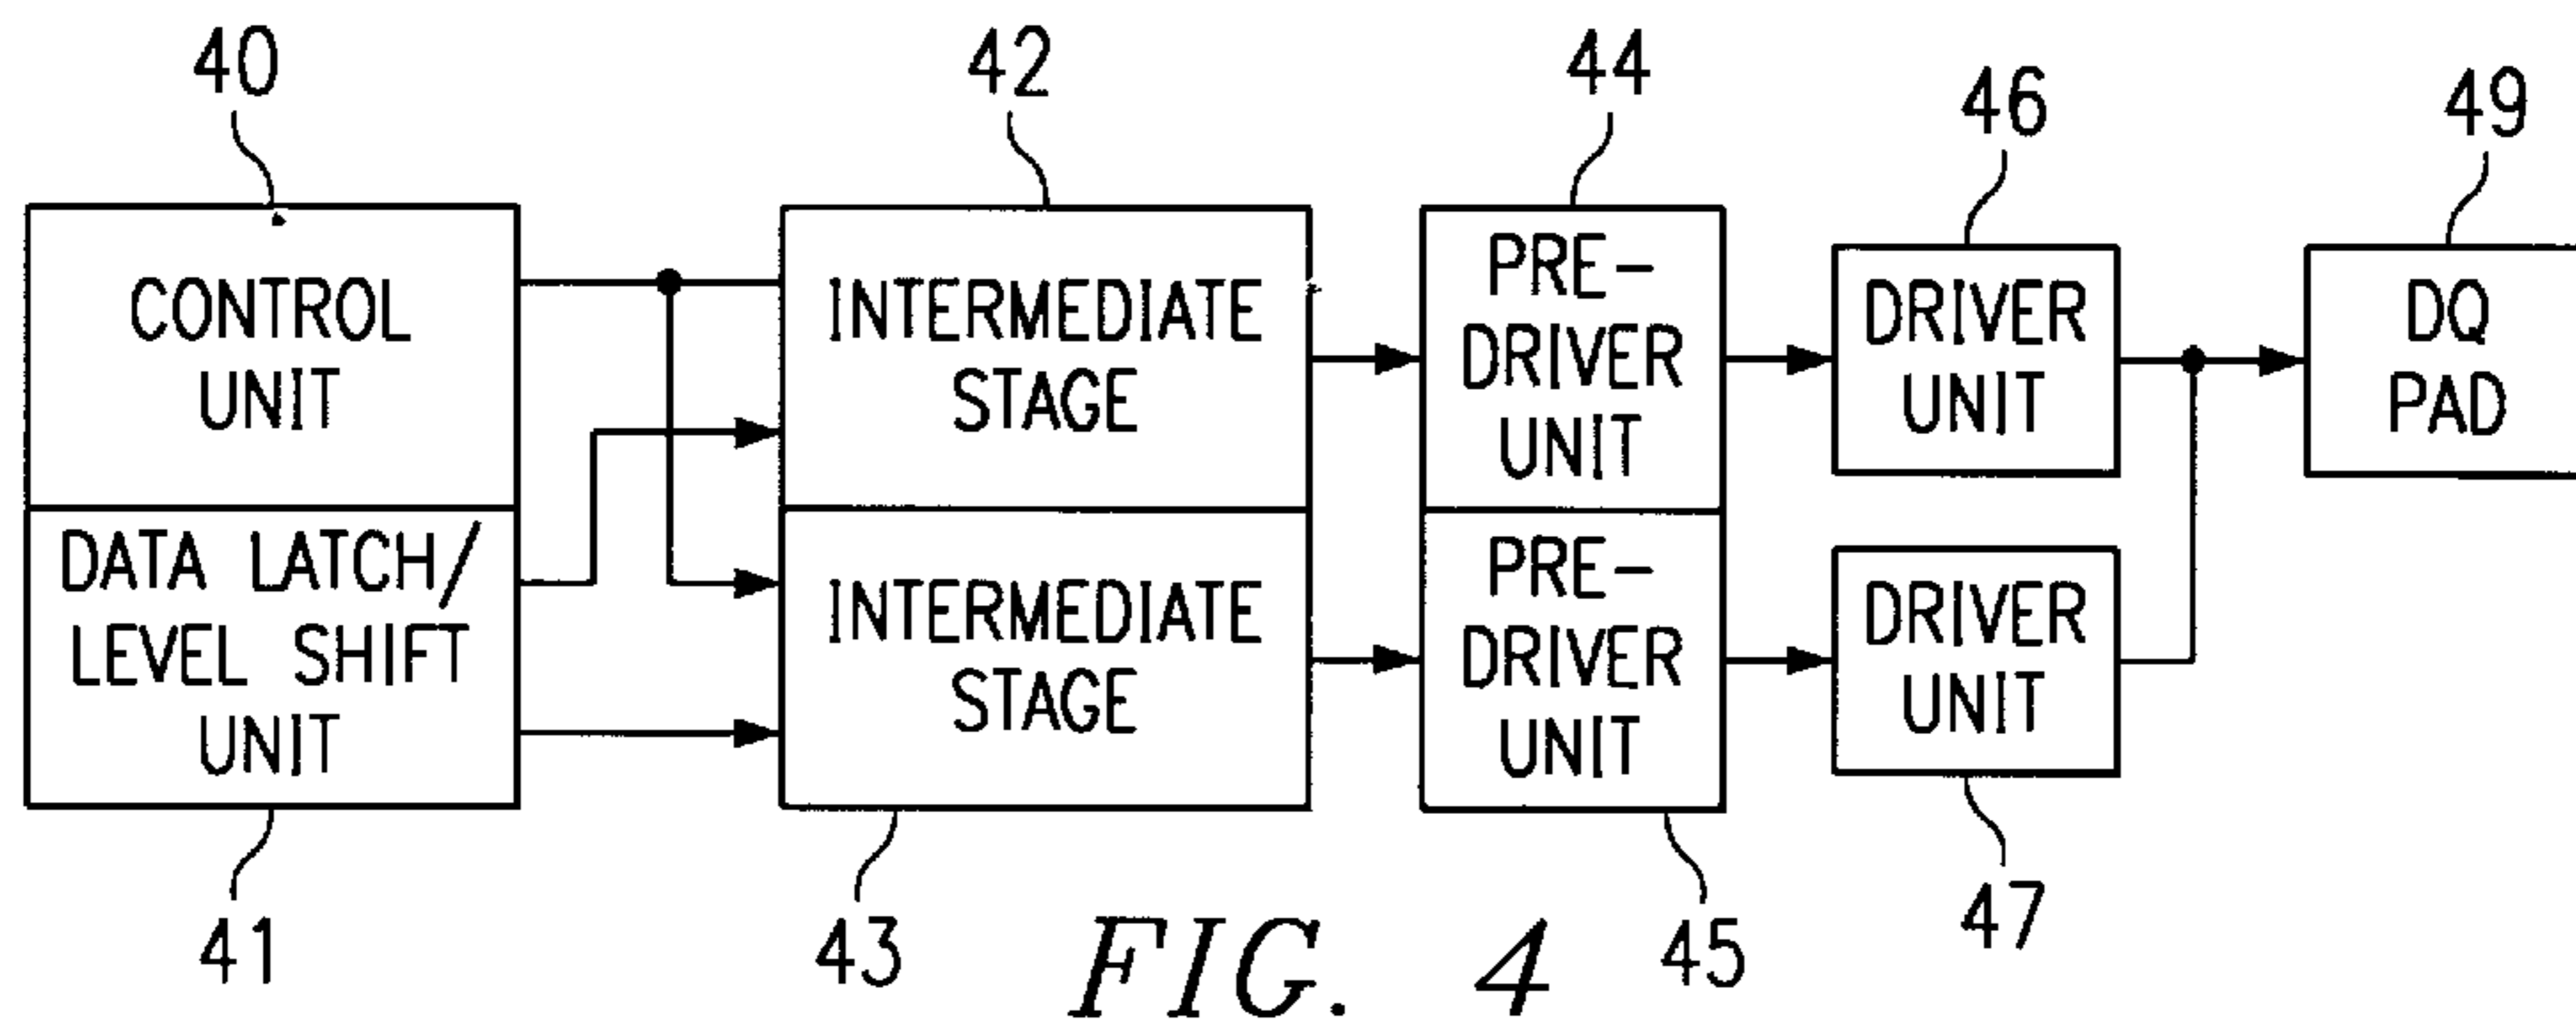 40
42
44
46
49
CONTROL
UNIT
INTERMEDIATE
STAGE
PRE-
DRIVER
UNIT
DRIVER
UNIT
DQ
PAD
DATA LATCH/
LEVEL SHIFT
UNIT
INTERMEDIATE
STAGE
PRE-
DRIVER
UNIT
DRIVER
UNIT
41
43
45
47
FIG. 4